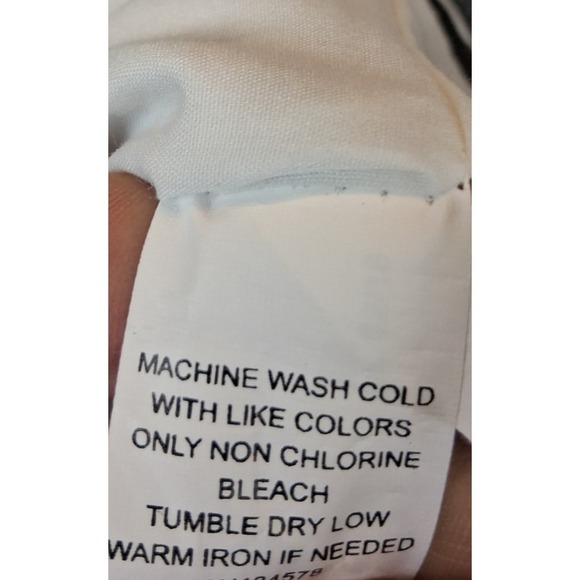 MACHINE WASH COLD
WITH LIKE COLORS
ONLY NON CHLORINE
BLEACH
TUMBLE DRY LOW
WARM IRON IF NEEDED